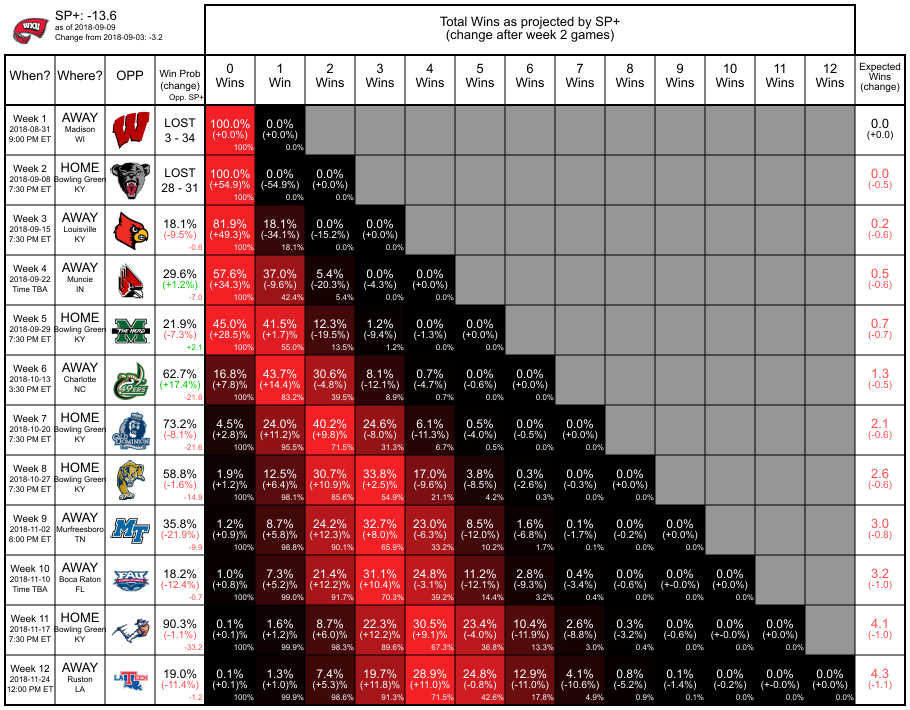 WKU
SP+: -13.6
as of 2018-09-09
Change from 2018-09-03: -3.2
Total Wins as projected by SP+
(change after week 2 games)
When? Where? OPP Win Prob (change) Opp. SP+ 0 Wins 1 Win 2 Wins 3 Wins 4 Wins 5 Wins 6 Wins 7 Wins 8 Wins 9 Wins 10 Wins 11 Wins 12 Wins Expected Wins (change)
Week 1 AWAY LOST 100.0% 0.0% 0.0
2018-08-31 Madison 3 - 34 (+0.0%) (+0.0%) (+0.0)
9:00 PM ET WI 100% 0.0%
Week 2 HOME LOST 100.0% 0.0% 0.0% 0.0
2018-09-08 Bowling Green 28 - 31 (+54.9)% (-54.9%) (+0.0%) (-0.5)
7:30 PM ET KY 100% 0.0% 0.0%
Week 3 AWAY 18.1% 81.9% 18.1% 0.0% 0.0% 0.2
2018-09-15 Louisville (-9.5%) (+49.3)% (-34.1%) (-15.2%) (+0.0%) (-0.6)
7:30 PM ET KY -0.6 100% 18.1% 0.0% 0.0%
Week 4 AWAY 29.6% 57.6% 37.0% 5.4% 0.0% 0.0% 0.5
2018-09-22 Muncie (+1.2%) (+34.3)% (-9.6%) (-20.3%) (-4.3%) (+0.0%) (-0.6)
Time TBA IN -7.0 100% 42.4% 5.4% 0.0% 0.0%
Week 5 HOME THE HERD 21.9% 45.0% 41.5% 12.3% 1.2% 0.0% 0.0% 0.7
2018-09-29 Bowling Green (-7.3%) (+28.5)% (+1.7)% (-19.5%) (-9.4%) (-1.3%) (+0.0%) (-0.7)
7:30 PM ET KY +2.1 100% 55.0% 13.5% 1.2% 0.0% 0.0%
Week 6 AWAY 49ERS 62.7% 16.8% 43.7% 30.6% 8.1% 0.7% 0.0% 0.0% 1.3
2018-10-13 Charlotte (+17.4%) (+7.8)% (+14.4)% (-4.8%) (-12.1%) (-4.7%) (-0.6%) (+0.0%) (-0.5)
3:30 PM ET NC -21.6 100% 83.2% 39.5% 8.9% 0.7% 0.0% 0.0%
Week 7 HOME 73.2% 4.5% 24.0% 40.2% 24.6% 6.1% 0.5% 0.0% 0.0% 2.1
2018-10-20 Bowling Green (-8.1%) (+2.8)% (+11.2)% (+9.8)% (-8.0%) (-11.3%) (-4.0%) (-0.5%) (+0.0%) (-0.6)
7:30 PM ET KY -21.6 100% 95.5% 71.5% 31.3% 6.7% 0.5% 0.0% 0.0%
Week 8 HOME 58.8% 1.9% 12.5% 30.7% 33.8% 17.0% 3.8% 0.3% 0.0% 0.0% 2.6
2018-10-27 Bowling Green (-1.6%) (+1.2)% (+6.4)% (+10.9)% (+2.5)% (-9.6%) (-8.5%) (-2.6%) (-0.3%) (+0.0%) (-0.6)
7:30 PM ET KY -14.9 100% 98.1% 85.6% 54.9% 21.1% 4.2% 0.3% 0.0% 0.0%
Week 9 AWAY MT 35.8% 1.2% 8.7% 24.2% 32.7% 23.0% 8.5% 1.6% 0.1% 0.0% 0.0% 3.0
2018-11-02 Murfreesboro (-21.9%) (+0.9)% (+5.8)% (+12.3)% (+8.0)% (-6.3%) (-12.0%) (-6.8%) (-1.7%) (-0.2%) (+0.0%) (-0.8)
8:00 PM ET TN -9.9 100% 98.8% 90.1% 65.9% 33.2% 10.2% 1.7% 0.1% 0.0% 0.0%
Week 10 AWAY FAU 18.2% 1.0% 7.3% 21.4% 31.1% 24.8% 11.2% 2.8% 0.4% 0.0% 0.0% 0.0% 3.2
2018-11-10 Boca Raton (-12.4%) (+0.8)% (+5.2)% (+12.2)% (+10.4)% (-3.1%) (-12.1%) (-9.3%) (-3.4%) (-0.6%) (-0.0%) (+0.0%) (-1.0)
Time TBA FL -0.7 100% 99.0% 91.7% 70.3% 39.2% 14.4% 3.2% 0.4% 0.0% 0.0% 0.0%
Week 11 HOME 90.3% 0.1% 1.6% 8.7% 22.3% 30.5% 23.4% 10.4% 2.6% 0.3% 0.0% 0.0% 0.0% 4.1
2018-11-17 Bowling Green (-1.1%) (+0.1)% (+1.2)% (+6.0)% (+12.2)% (+9.1)% (-4.0%) (-11.9%) (-8.8%) (-3.2%) (-0.6%) (+-0.0%) (+0.0%) (-1.0)
7:30 PM ET KY -33.2 100% 99.9% 98.3% 89.6% 67.3% 36.8% 13.3% 3.0% 0.4% 0.0% 0.0% 0.0%
Week 12 AWAY LA TECH 19.0% 0.1% 1.3% 7.4% 19.7% 28.9% 24.8% 12.9% 4.1% 0.8% 0.1% 0.0% 0.0% 0.0% 4.3
2018-11-24 Ruston (-11.4%) (+0.1)% (+1.0)% (+5.3)% (+11.8)% (+11.0)% (-0.8%) (-11.0%) (-10.6%) (-5.2%) (-1.4%) (-0.2%) (+-0.0%) (+0.0%) (-1.1)
12:00 PM ET LA -1.2 100% 99.9% 98.6% 91.3% 71.5% 42.6% 17.8% 4.9% 0.9% 0.1% 0.0% 0.0% 0.0%